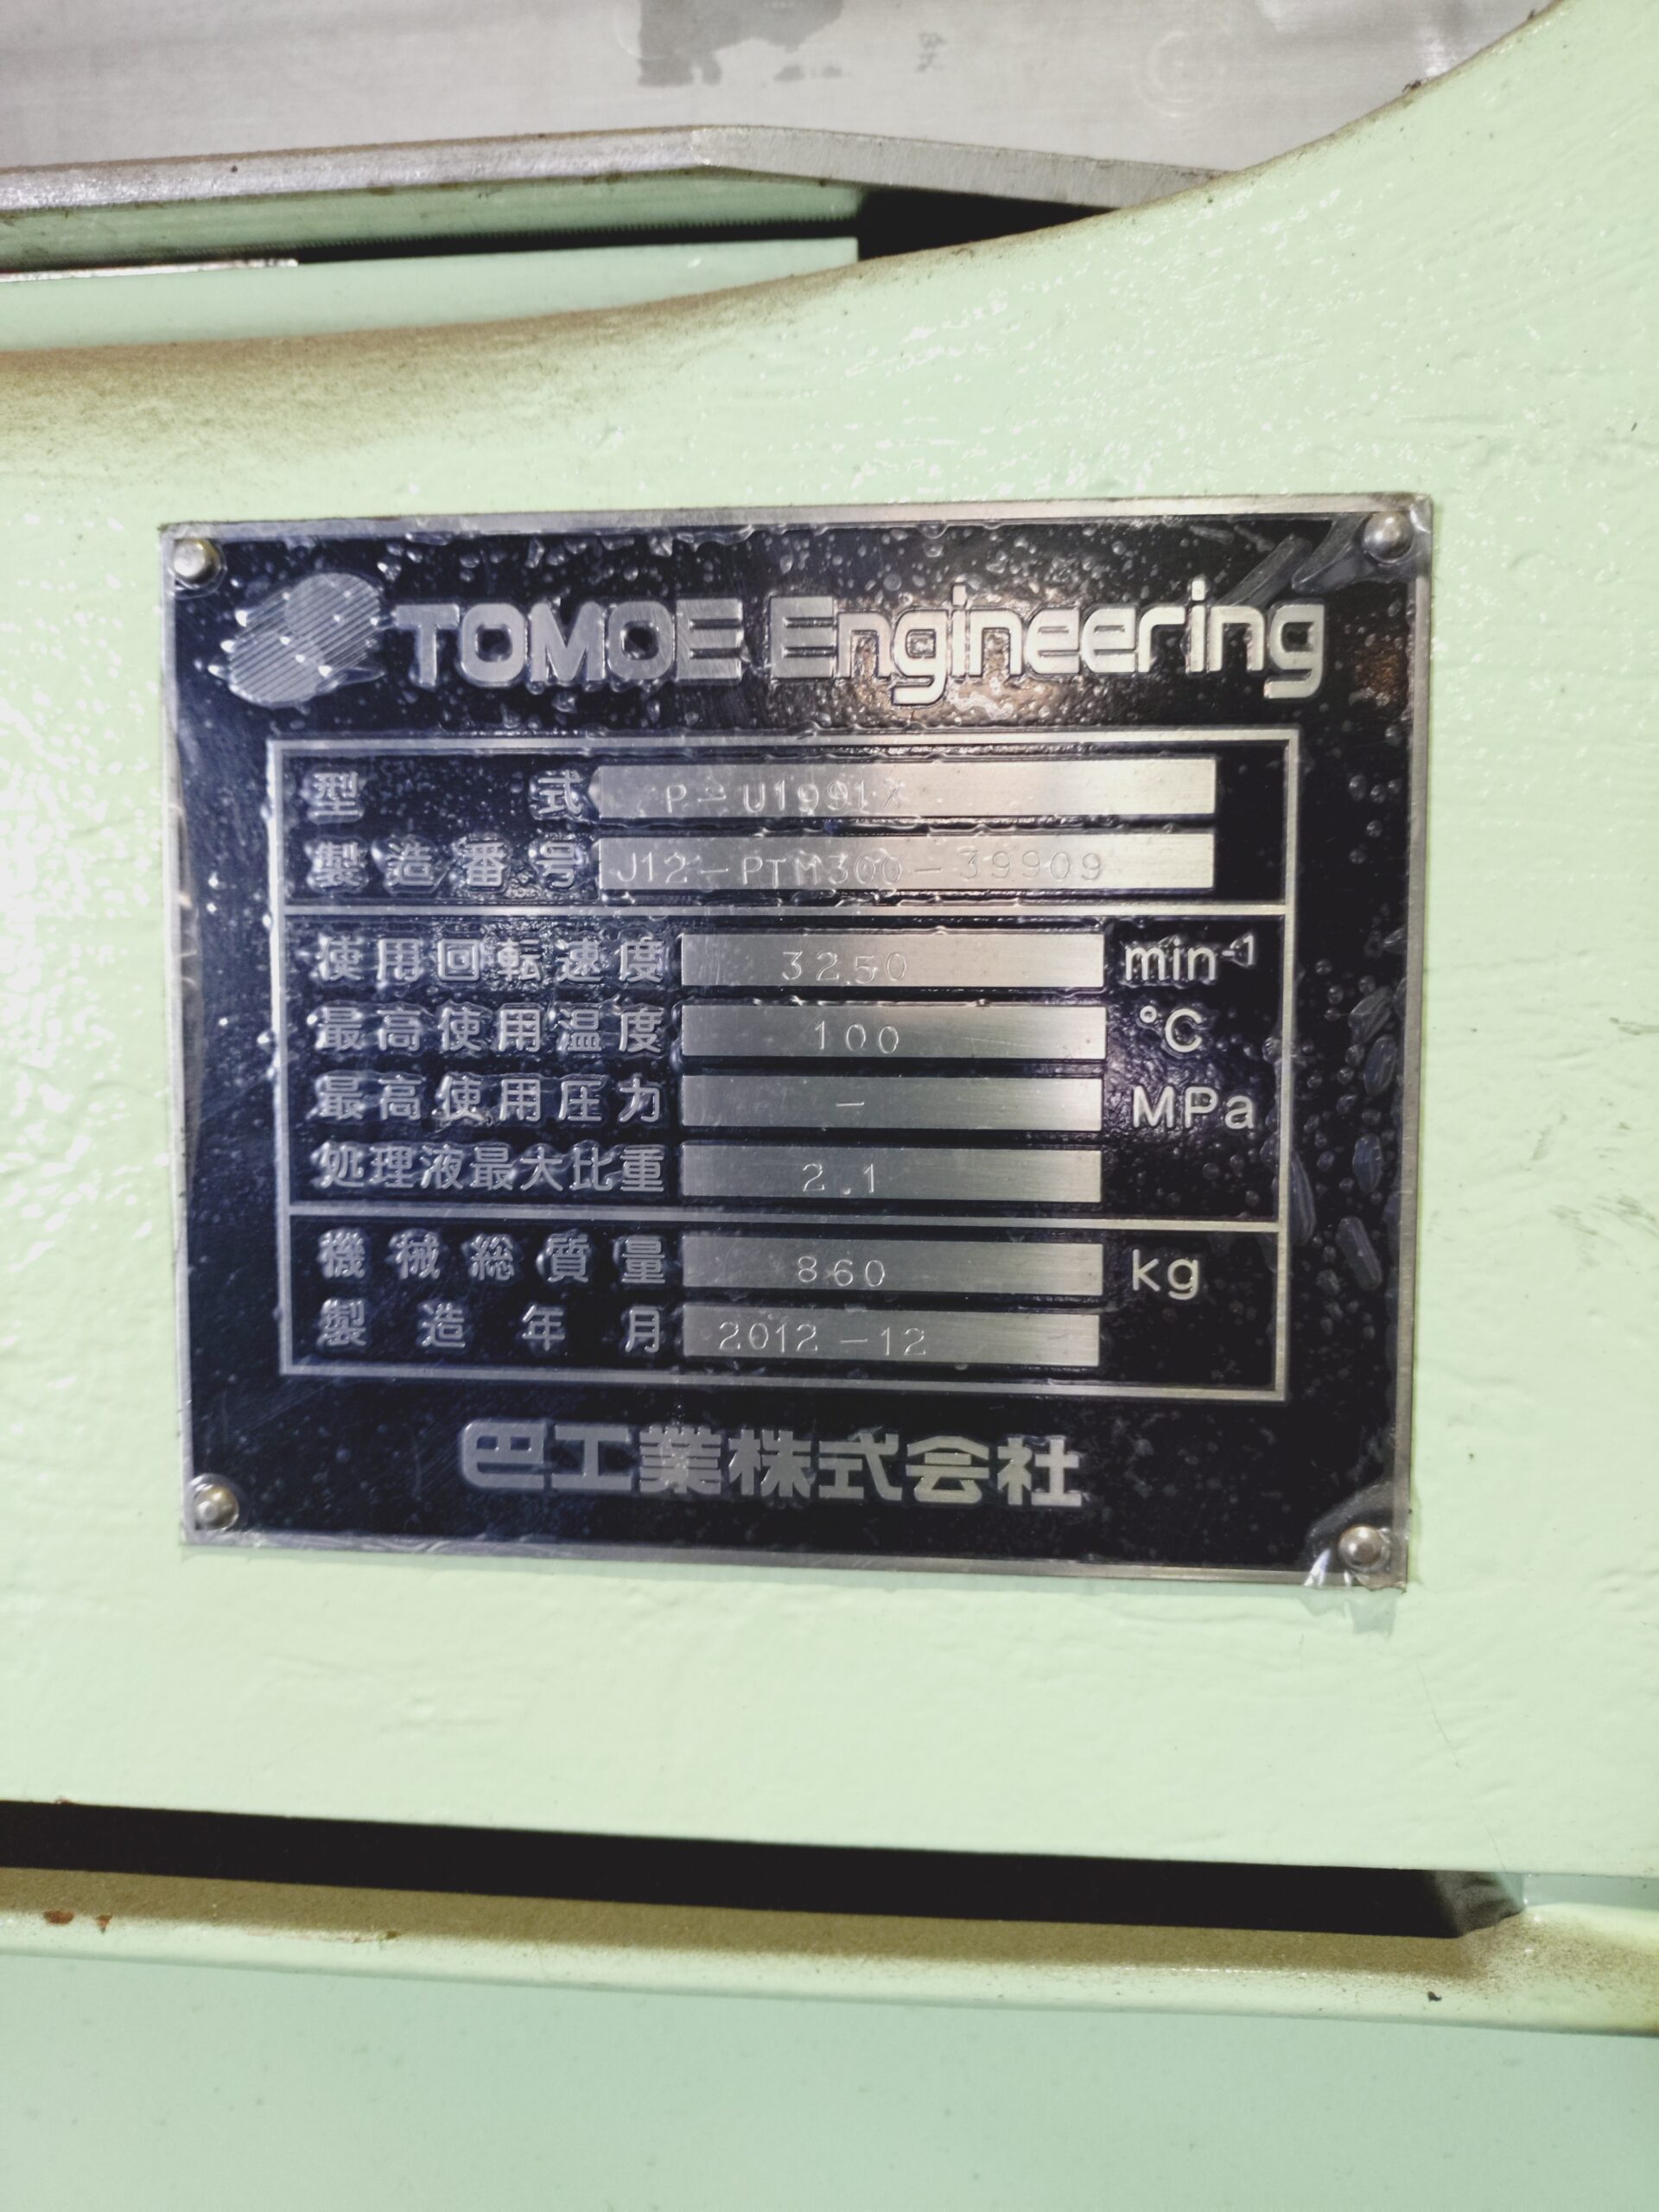 TOMOE Engineering
型式 P-U1991X
製造番号 J12-PTM300-39909
使用回転速度 3250 min-1
最高使用温度 100 °C
最高使用圧力 - MPa
処理液最大比重 2.1
機械総質量 860 kg
製造年月 2012-12
巴工業株式会社